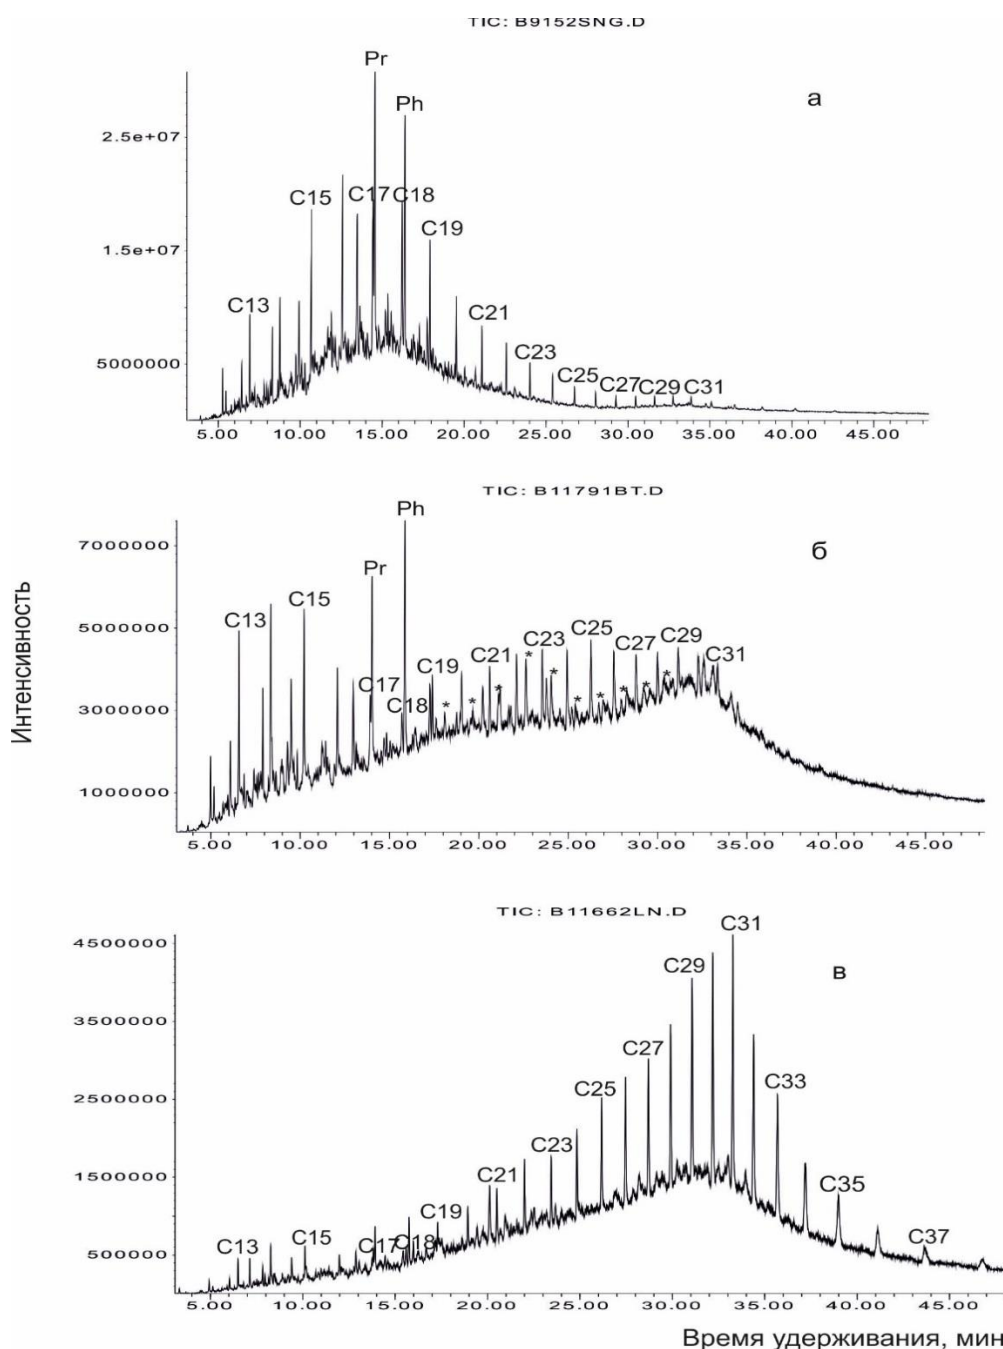 TIC: B9152SNG.D
Pr
а
Ph
2.5e+07
C15
C17
C18
C19
1.5e+07
C13
C21
5000000
C23
C25
C27
C29
C31
5.00 10.00 15.00 20.00 25.00 30.00 35.00 40.00 45.00
TIC: B11791BT.D
Ph
б
7000000
Pr
C13
C15
5000000
C25
C23
C27
C29
C19
C21
C31
C17
* * * * * * * * *
3000000
C18
1000000
5.00 10.00 15.00 20.00 25.00 30.00 35.00 40.00 45.00
Интенсивность
TIC: B11662LN.D
C31
4500000
C29
в
3500000
C27
C25
2500000
C33
C23
1500000
C21
C35
C19
500000
C13
C15
C17
C18
C37
5.00 10.00 15.00 20.00 25.00 30.00 35.00 40.00 45.00
Время удерживания, мин